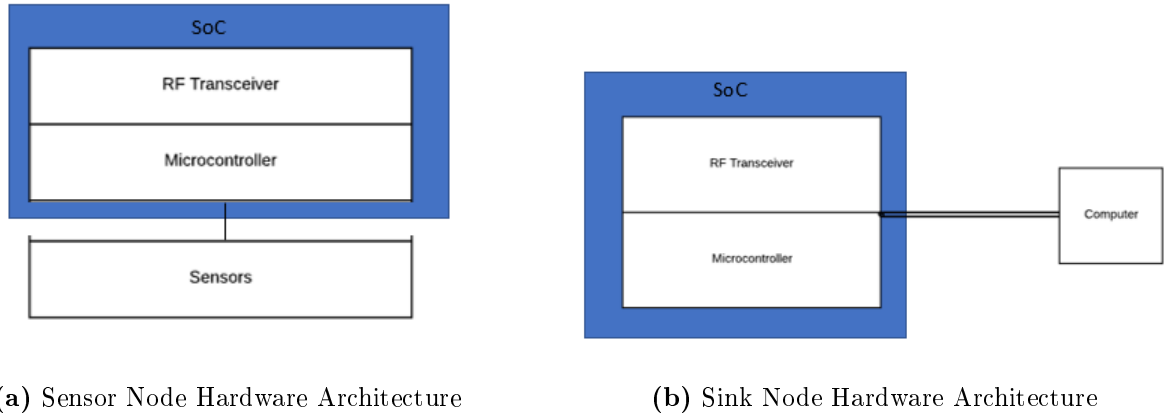 SoC
RF Transceiver
Microcontroller
Sensors
(a) Sensor Node Hardware Architecture
SoC
RF Transceiver
Microcontroller
Computer
(b) Sink Node Hardware Architecture